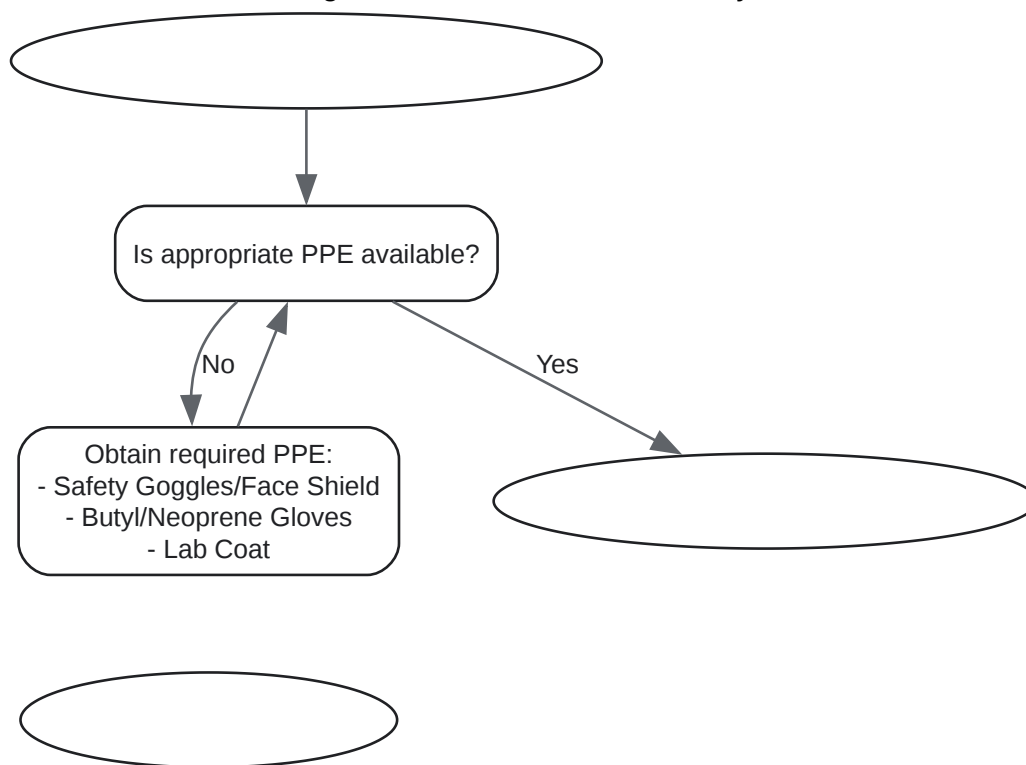 Is appropriate PPE available?
No
Yes
Obtain required PPE:
- Safety Goggles/Face Shield
- Butyl/Neoprene Gloves
- Lab Coat